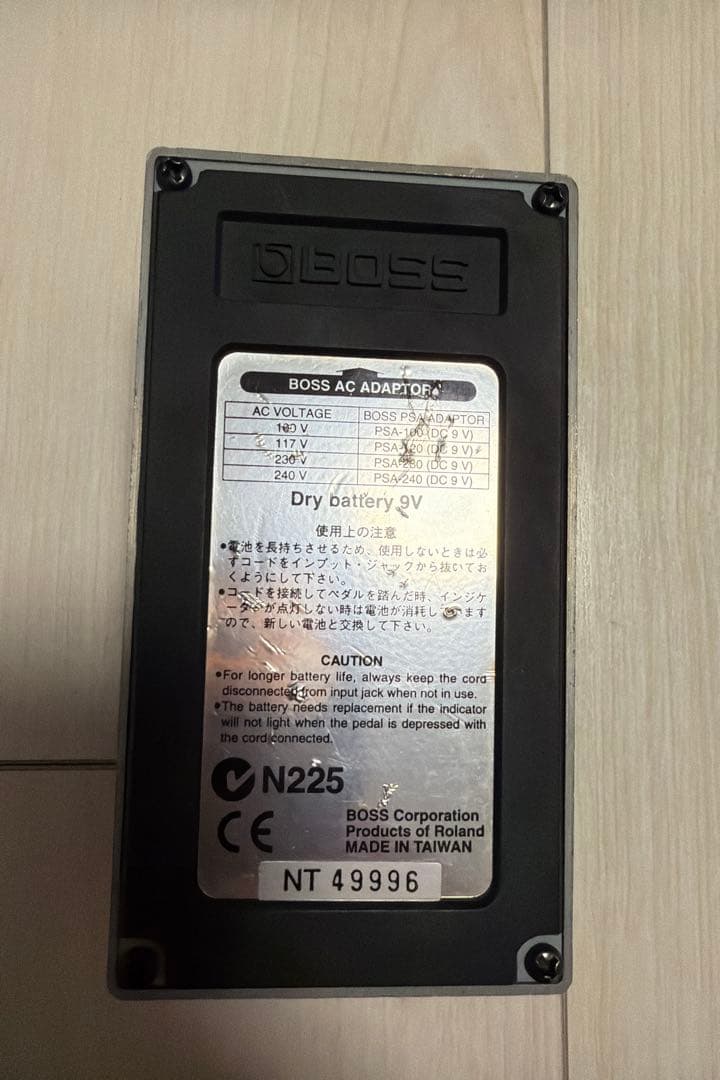 BOSS
BOSS AC ADAPTOR
AC VOLTAGE BOSS PSA ADAPTOR
100 V PSA-100 (DC 9 V)
117 V PSA-120 (DC 9 V)
230 V PSA-230 (DC 9 V)
240 V PSA-240 (DC 9 V)
Dry battery 9V
使用上の注意
●電池を長持ちさせるため、使用しないときは必
ずコードをインプット・ジャックから抜いてお
くようにして下さい。
●コードを接続してペダルを踏んだ時、インジケ
ーターが点灯しない時は電池が消耗していますの
で、新しい電池と交換して下さい。
CAUTION
●For longer battery life, always keep the cord
disconnected from input jack when not in use.
●The battery needs replacement if the indicator
will not light when the pedal is depressed with
the cord connected.
N225
CE
BOSS Corporation
Products of Roland
MADE IN TAIWAN
NT 49996